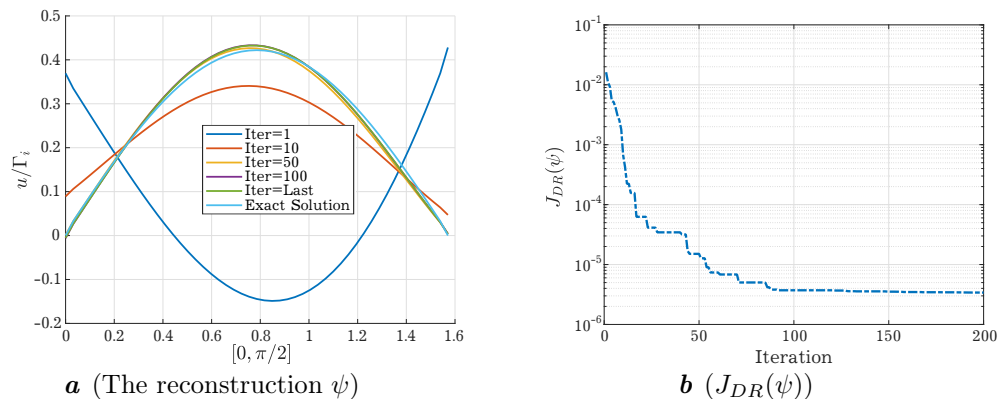 0.5
0.4
0.3
0.2
0.1
0
-0.1
-0.2
u/Γ_i
0 0.2 0.4 0.6 0.8 1 1.2 1.4 1.6
[0, π/2]
Iter=1
Iter=10
Iter=50
Iter=100
Iter=Last
Exact Solution
a (The reconstruction ψ)
10^-1
10^-2
10^-3
10^-4
10^-5
10^-6
J_DR(ψ)
0 50 100 150 200
Iteration
b (J_DR(ψ))